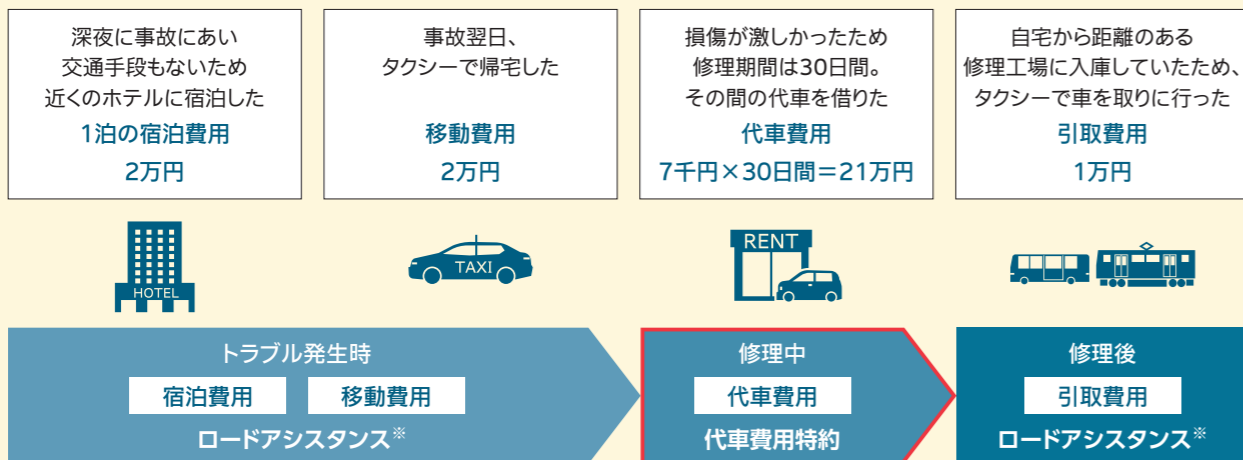 深夜に事故にあい
交通手段もないため
近くのホテルに宿泊した
1泊の宿泊費用
2万円
事故翌日、
タクシーで帰宅した
移動費用
2万円
損傷が激しかったため
修理期間は30日間。
その間の代車を借りた
代車費用
7千円×30日間＝21万円
自宅から距離のある
修理工場に入庫していたため、
タクシーで車を取りに行った
引取費用
1万円
HOTEL
TAXI
RENT
トラブル発生時
宿泊費用 移動費用
ロードアシスタンス※
修理中
代車費用
代車費用特約
修理後
引取費用
ロードアシスタンス※